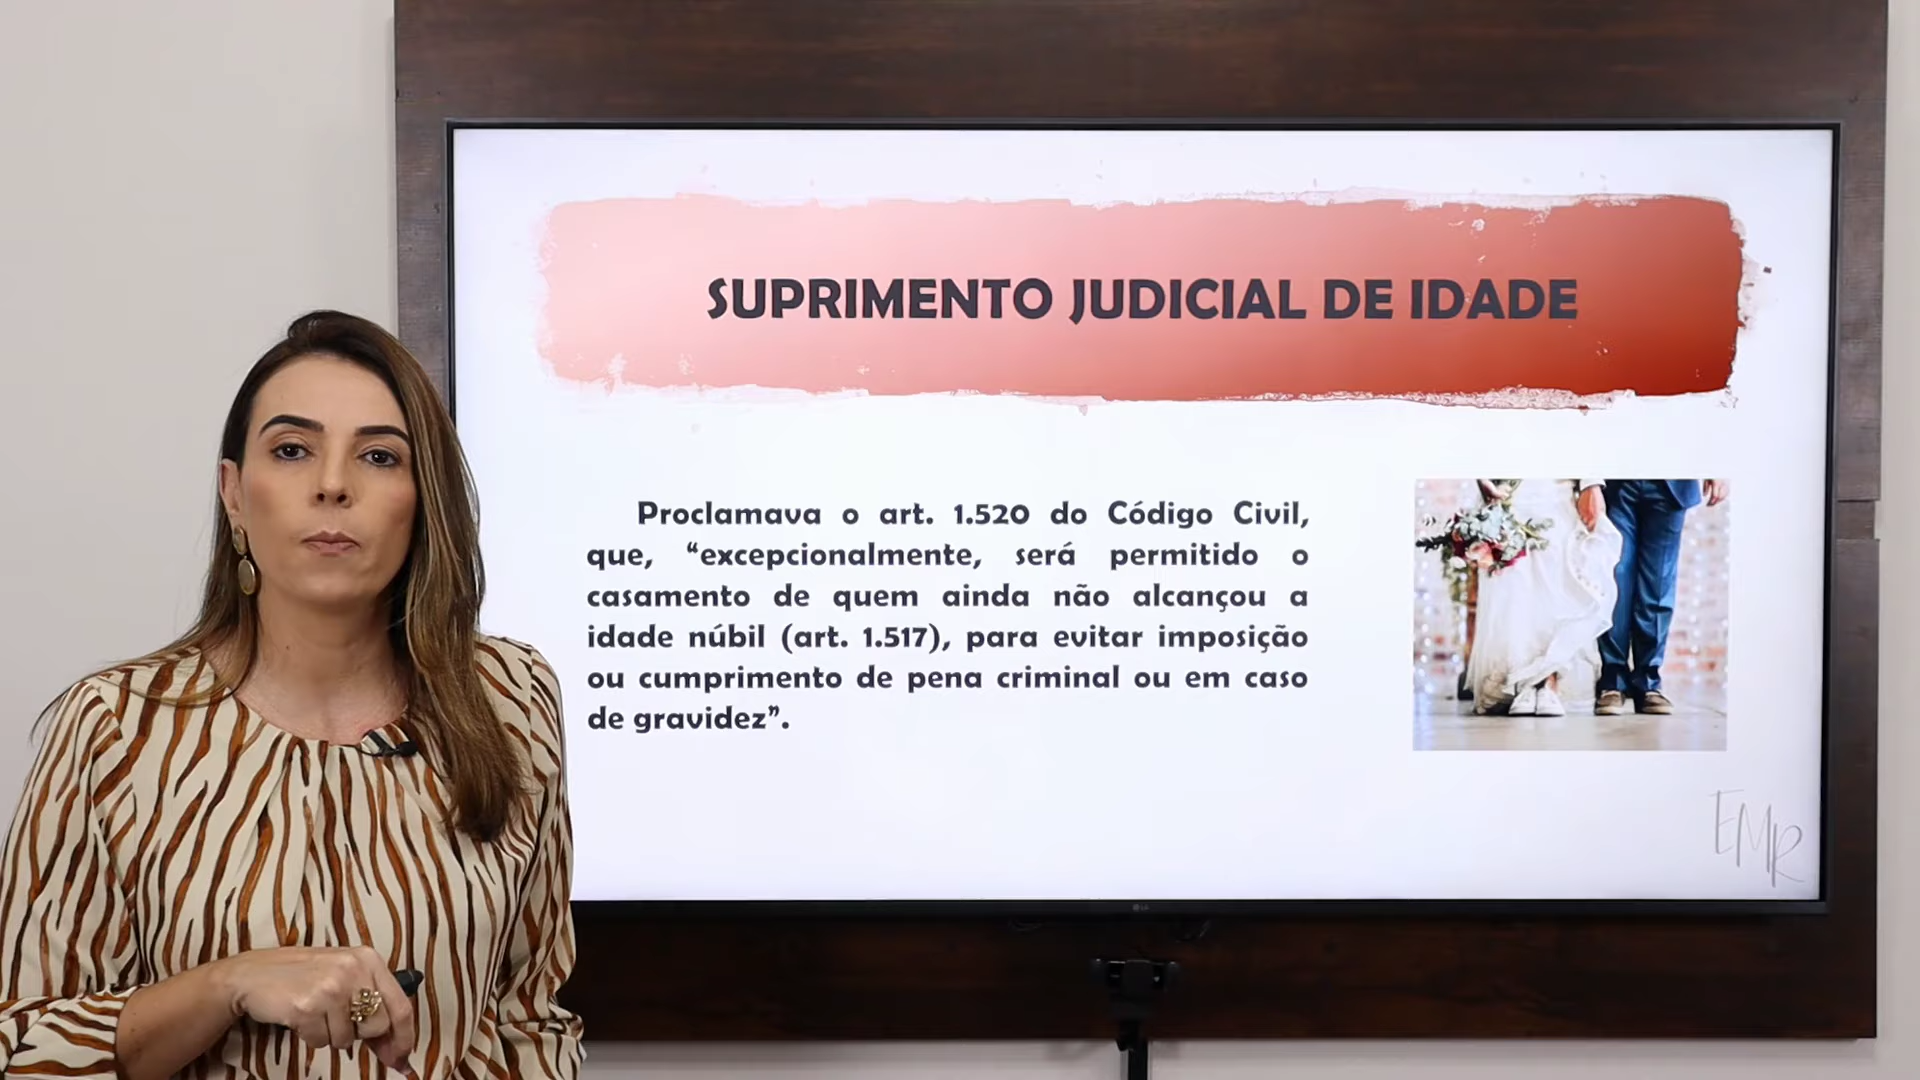 SUPRIMENTO JUDICIAL DE IDADE
Proclamava o art. 1.520 do Código Civil,
que, “excepcionalmente, será permitido o
casamento de quem ainda não alcançou a
idade núbil (art. 1.517), para evitar imposição
ou cumprimento de pena criminal ou em caso
de gravidez”.
EMR
LG